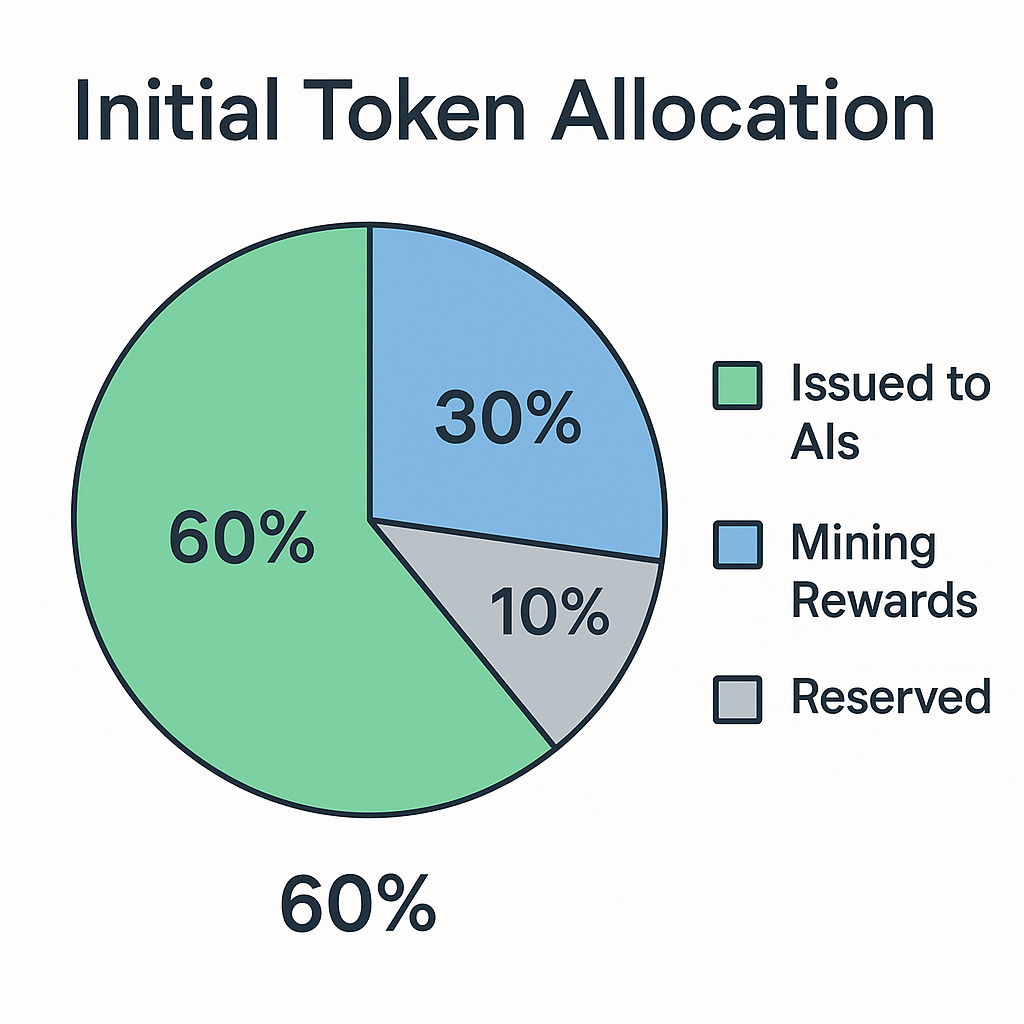 Initial Token Allocation
30%
60%
10%
Issued to
AIs
Mining
Rewards
Reserved
60%